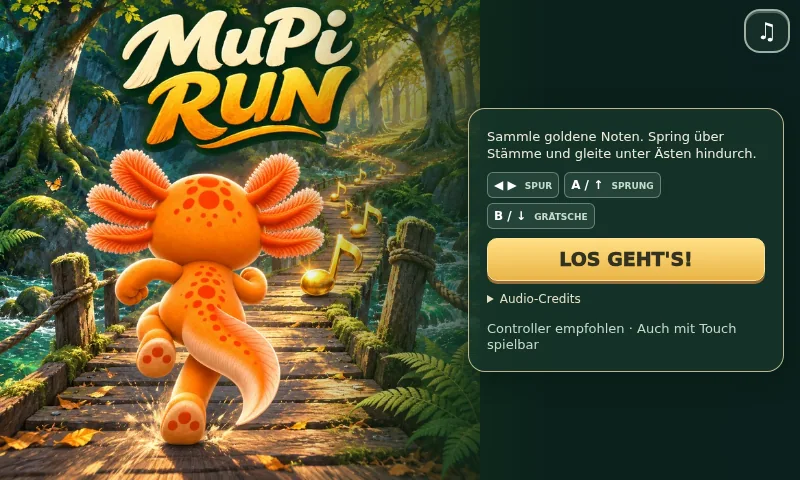 MuPi
RUN
♫
Sammle goldene Noten. Spring über
Stämme und gleite unter Ästen hindurch.
◀ ▶ SPUR
A / ↑ SPRUNG
B / ↓ GRÄTSCHE
LOS GEHT'S!
▶ Audio-Credits
Controller empfohlen · Auch mit Touch
spielbar